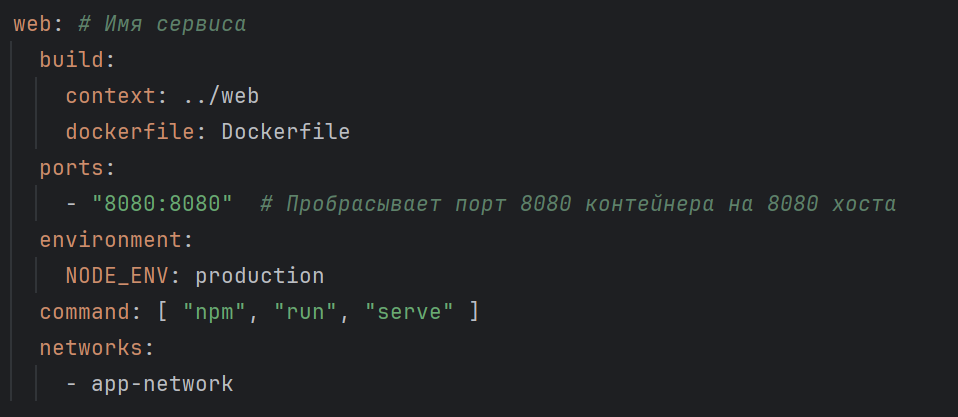 web: # Имя сервиса
  build:
    context: ../web
    dockerfile: Dockerfile
  ports:
    - "8080:8080"  # Пробрасывает порт 8080 контейнера на 8080 хоста
  environment:
    NODE_ENV: production
  command: [ "npm", "run", "serve" ]
  networks:
    - app-network